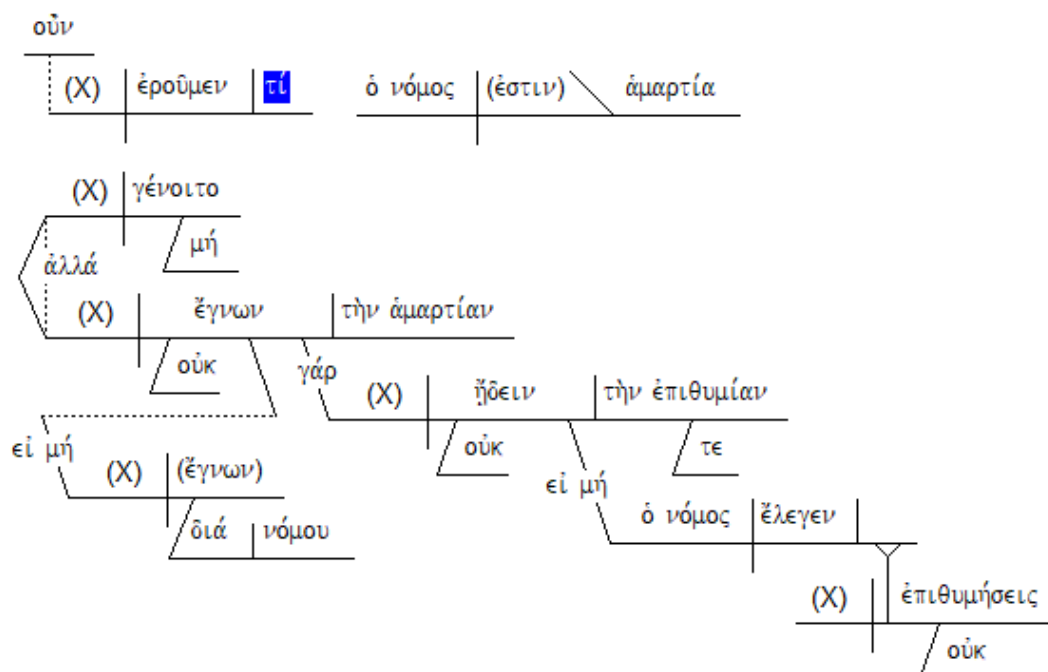 οὖν
(X) ἐροῦμεν τί ὁ νόμος (ἐστιν) ἁμαρτία
(X) γένοιτο
μή
ἀλλά
(X) ἔγνων τὴν ἁμαρτίαν
οὐκ γάρ
(X) ᾔδειν τὴν ἐπιθυμίαν
εἰ μή οὐκ τε
(X) (ἔγνων) εἰ μή
ὁ νόμος ἔλεγεν
διά νόμου
(X) ἐπιθυμήσεις
οὐκ